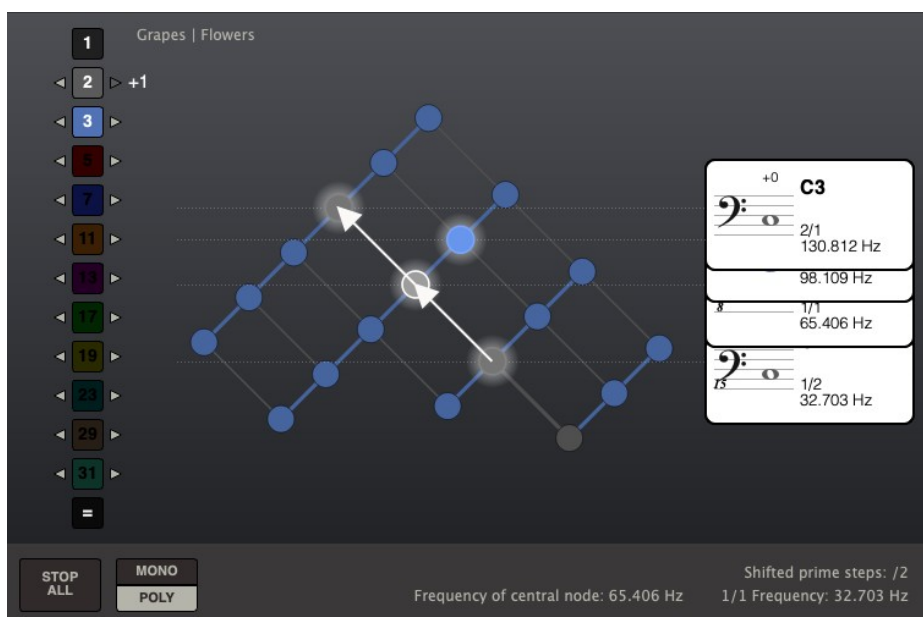 1
Grapes | Flowers
2 +1
3
5
7
11
13
17
19
23
29
31
=
+0
C3
2/1
130.812 Hz
98.109 Hz
8
1/1
65.406 Hz
15
1/2
32.703 Hz
STOP
ALL
MONO
POLY
Shifted prime steps: /2
Frequency of central node: 65.406 Hz
1/1 Frequency: 32.703 Hz